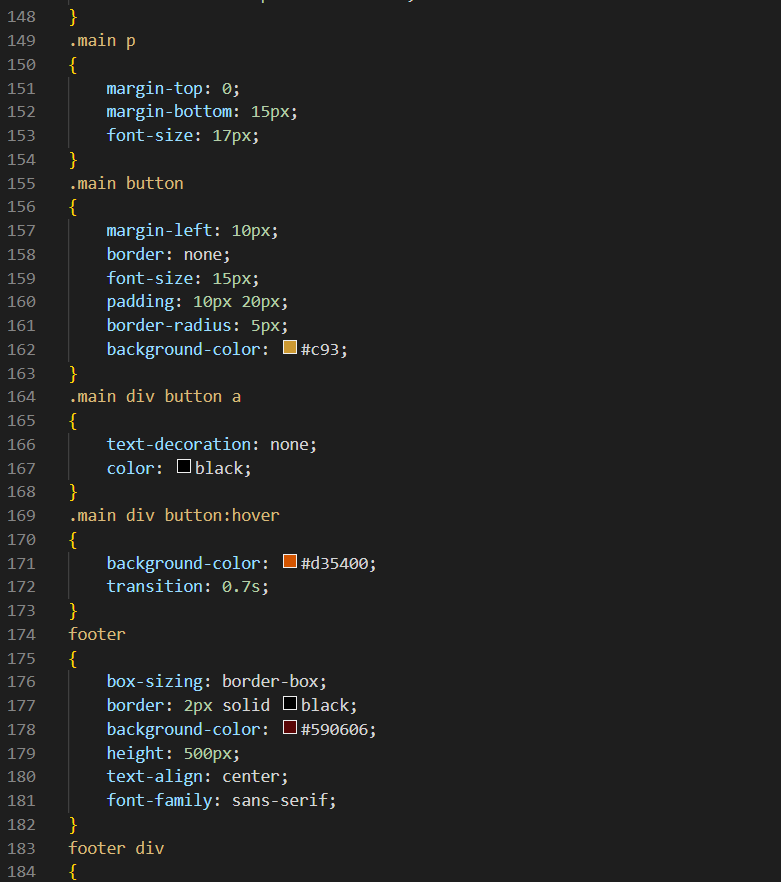 148 }
149 .main p
150 {
151 margin-top: 0;
152 margin-bottom: 15px;
153 font-size: 17px;
154 }
155 .main button
156 {
157 margin-left: 10px;
158 border: none;
159 font-size: 15px;
160 padding: 10px 20px;
161 border-radius: 5px;
162 background-color: #c93;
163 }
164 .main div button a
165 {
166 text-decoration: none;
167 color: black;
168 }
169 .main div button:hover
170 {
171 background-color: #d35400;
172 transition: 0.7s;
173 }
174 footer
175 {
176 box-sizing: border-box;
177 border: 2px solid black;
178 background-color: #590606;
179 height: 500px;
180 text-align: center;
181 font-family: sans-serif;
182 }
183 footer div
184 {